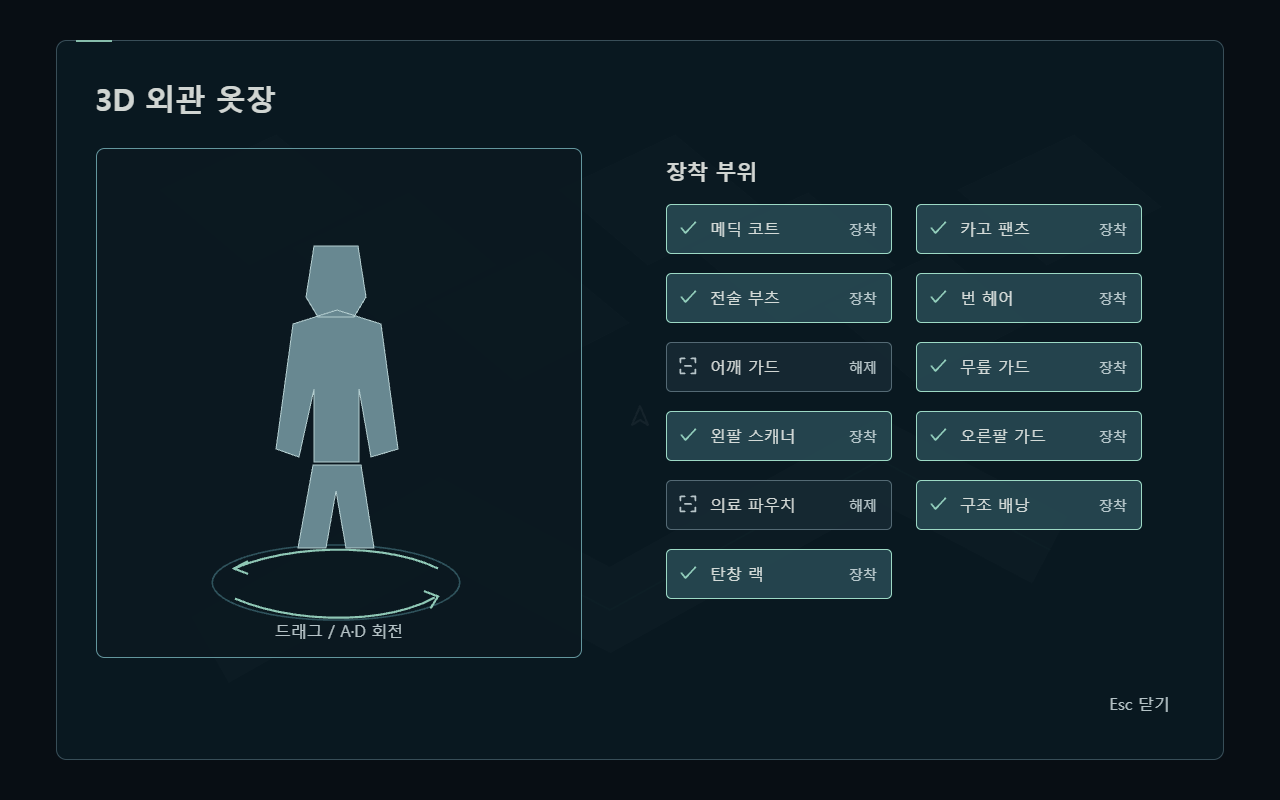 3D 외관 옷장
장착 부위
메딕 코트 장착
카고 팬츠 장착
전술 부츠 장착
번 헤어 장착
어깨 가드 해제
무릎 가드 장착
왼팔 스캐너 장착
오른팔 가드 장착
의료 파우치 해제
구조 배낭 장착
탄창 랙 장착
드래그 / A·D 회전
Esc 닫기